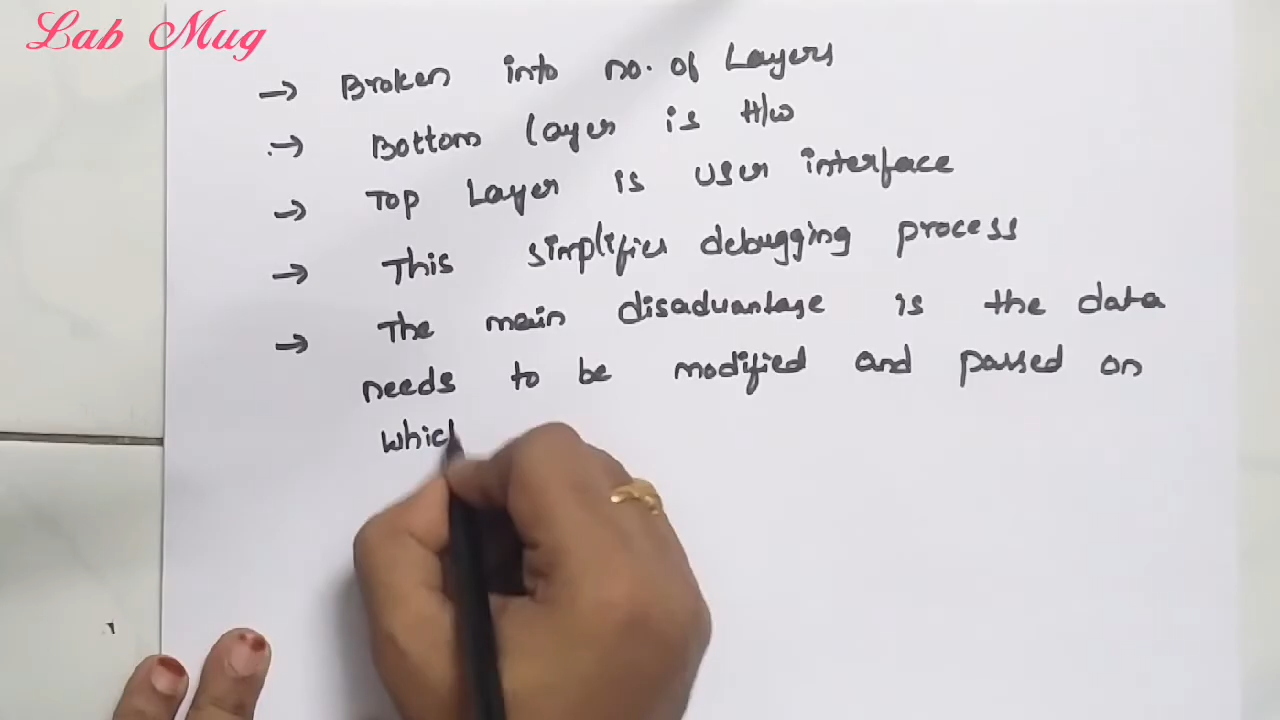 Lab Mug
→ Broken into no. of Layers
→ Bottom layer is H/w
→ Top Layer is user interface
→ This simplifies debugging process
→ The main disadvantage is the data
needs to be modified and passed on
which